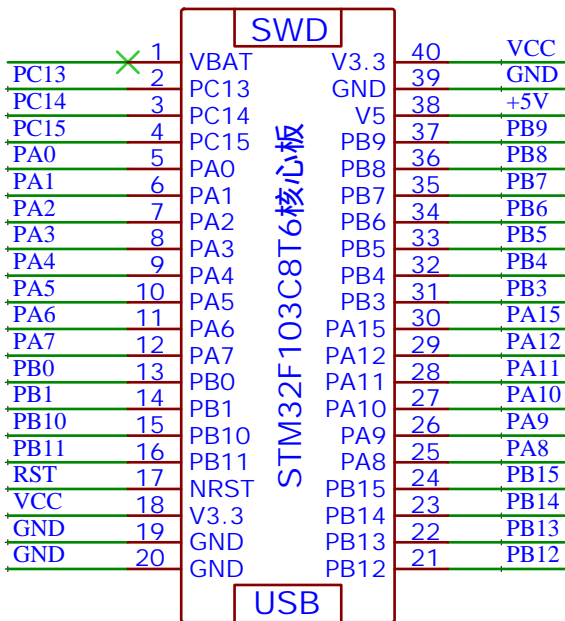 SWD
1 VBAT V3.3 40 VCC
PC13 2 PC13 GND 39 GND
PC14 3 PC14 V5 38 +5V
PC15 4 PC15 PB9 37 PB9
PA0 5 PA0 PB8 36 PB8
PA1 6 PA1 PB7 35 PB7
PA2 7 PA2 PB6 34 PB6
PA3 8 PA3 PB5 33 PB5
PA4 9 PA4 PB4 32 PB4
PA5 10 PA5 PB3 31 PB3
PA6 11 PA6 PA15 30 PA15
PA7 12 PA7 PA12 29 PA12
PB0 13 PB0 PA11 28 PA11
PB1 14 PB1 PA10 27 PA10
PB10 15 PB10 PA9 26 PA9
PB11 16 PB11 PA8 25 PA8
RST 17 NRST PB15 24 PB15
VCC 18 V3.3 PB14 23 PB14
GND 19 GND PB13 22 PB13
GND 20 GND PB12 21 PB12
STM32F103C8T6核心板
USB